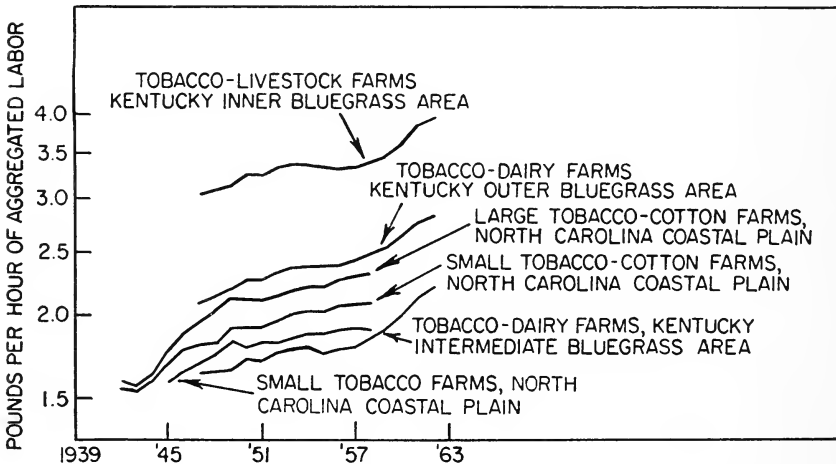 POUNDS PER HOUR OF AGGREGATED LABOR
TOBACCO-LIVESTOCK FARMS
KENTUCKY INNER BLUEGRASS AREA
4.0
3.5
3.0
2.5
2.0
1.5
TOBACCO-DAIRY FARMS
KENTUCKY OUTER BLUEGRASS AREA
LARGE TOBACCO-COTTON FARMS,
NORTH CAROLINA COASTAL PLAIN
SMALL TOBACCO-COTTON FARMS,
NORTH CAROLINA COASTAL PLAIN
TOBACCO-DAIRY FARMS, KENTUCKY
INTERMEDIATE BLUEGRASS AREA
SMALL TOBACCO FARMS, NORTH
CAROLINA COASTAL PLAIN
1939 '45 '51 '57 '63